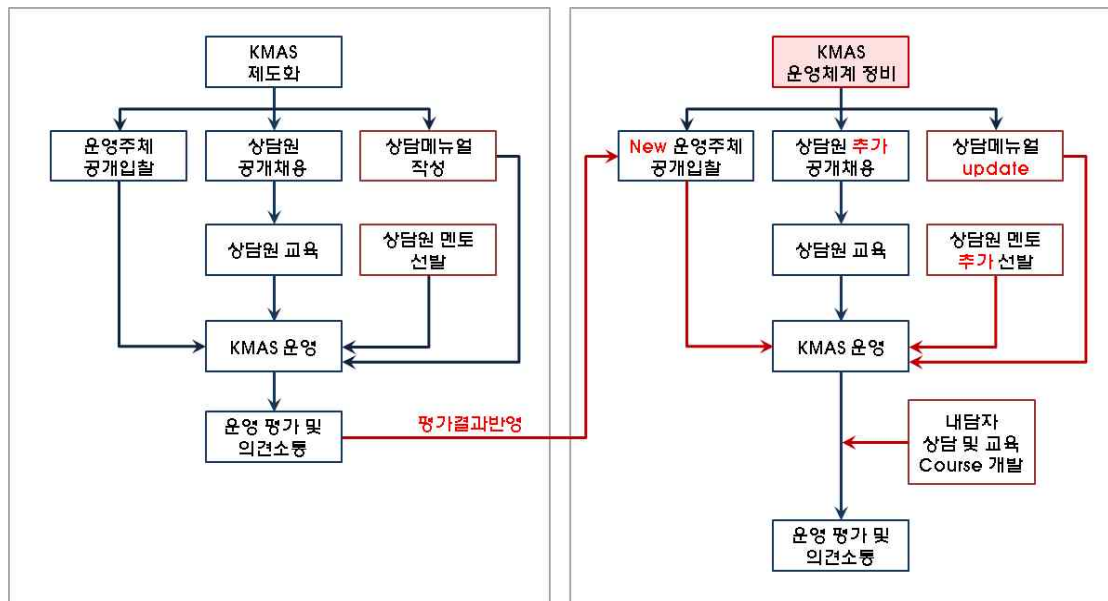 KMAS
제도화
운영주체
공개입찰
상담원
공개채용
상담메뉴얼
작성
상담원 교육
상담원 멘토
선발
KMAS 운영
운영 평가 및
의견소통
평가결과반영
KMAS
운영체계 정비
New 운영주체
공개입찰
상담원 추가
공개채용
상담메뉴얼
update
상담원 교육
상담원 멘토
추가 선발
KMAS 운영
내담자
상담 및 교육
Course 개발
운영 평가 및
의견소통